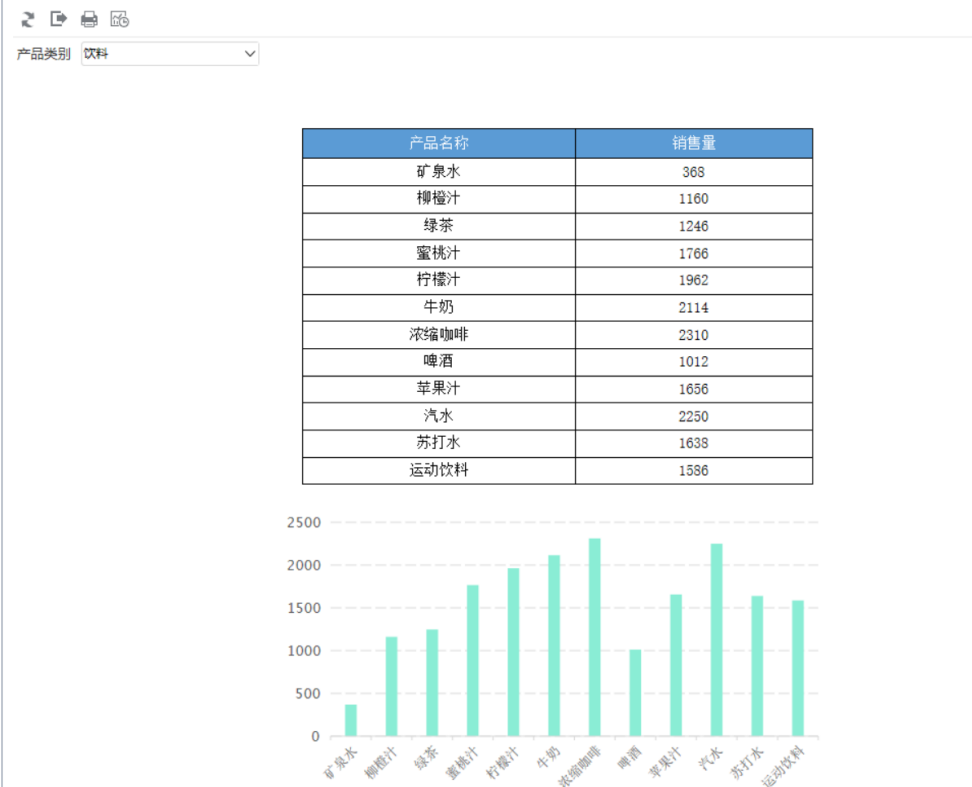 产品类别 饮料
产品名称 销售量
矿泉水 368
柳橙汁 1160
绿茶 1246
蜜桃汁 1766
柠檬汁 1962
牛奶 2114
浓缩咖啡 2310
啤酒 1012
苹果汁 1656
汽水 2250
苏打水 1638
运动饮料 1586
2500
2000
1500
1000
500
0
矿泉水 柳橙汁 绿茶 蜜桃汁 柠檬汁 牛奶 浓缩咖啡 啤酒 苹果汁 汽水 苏打水 运动饮料